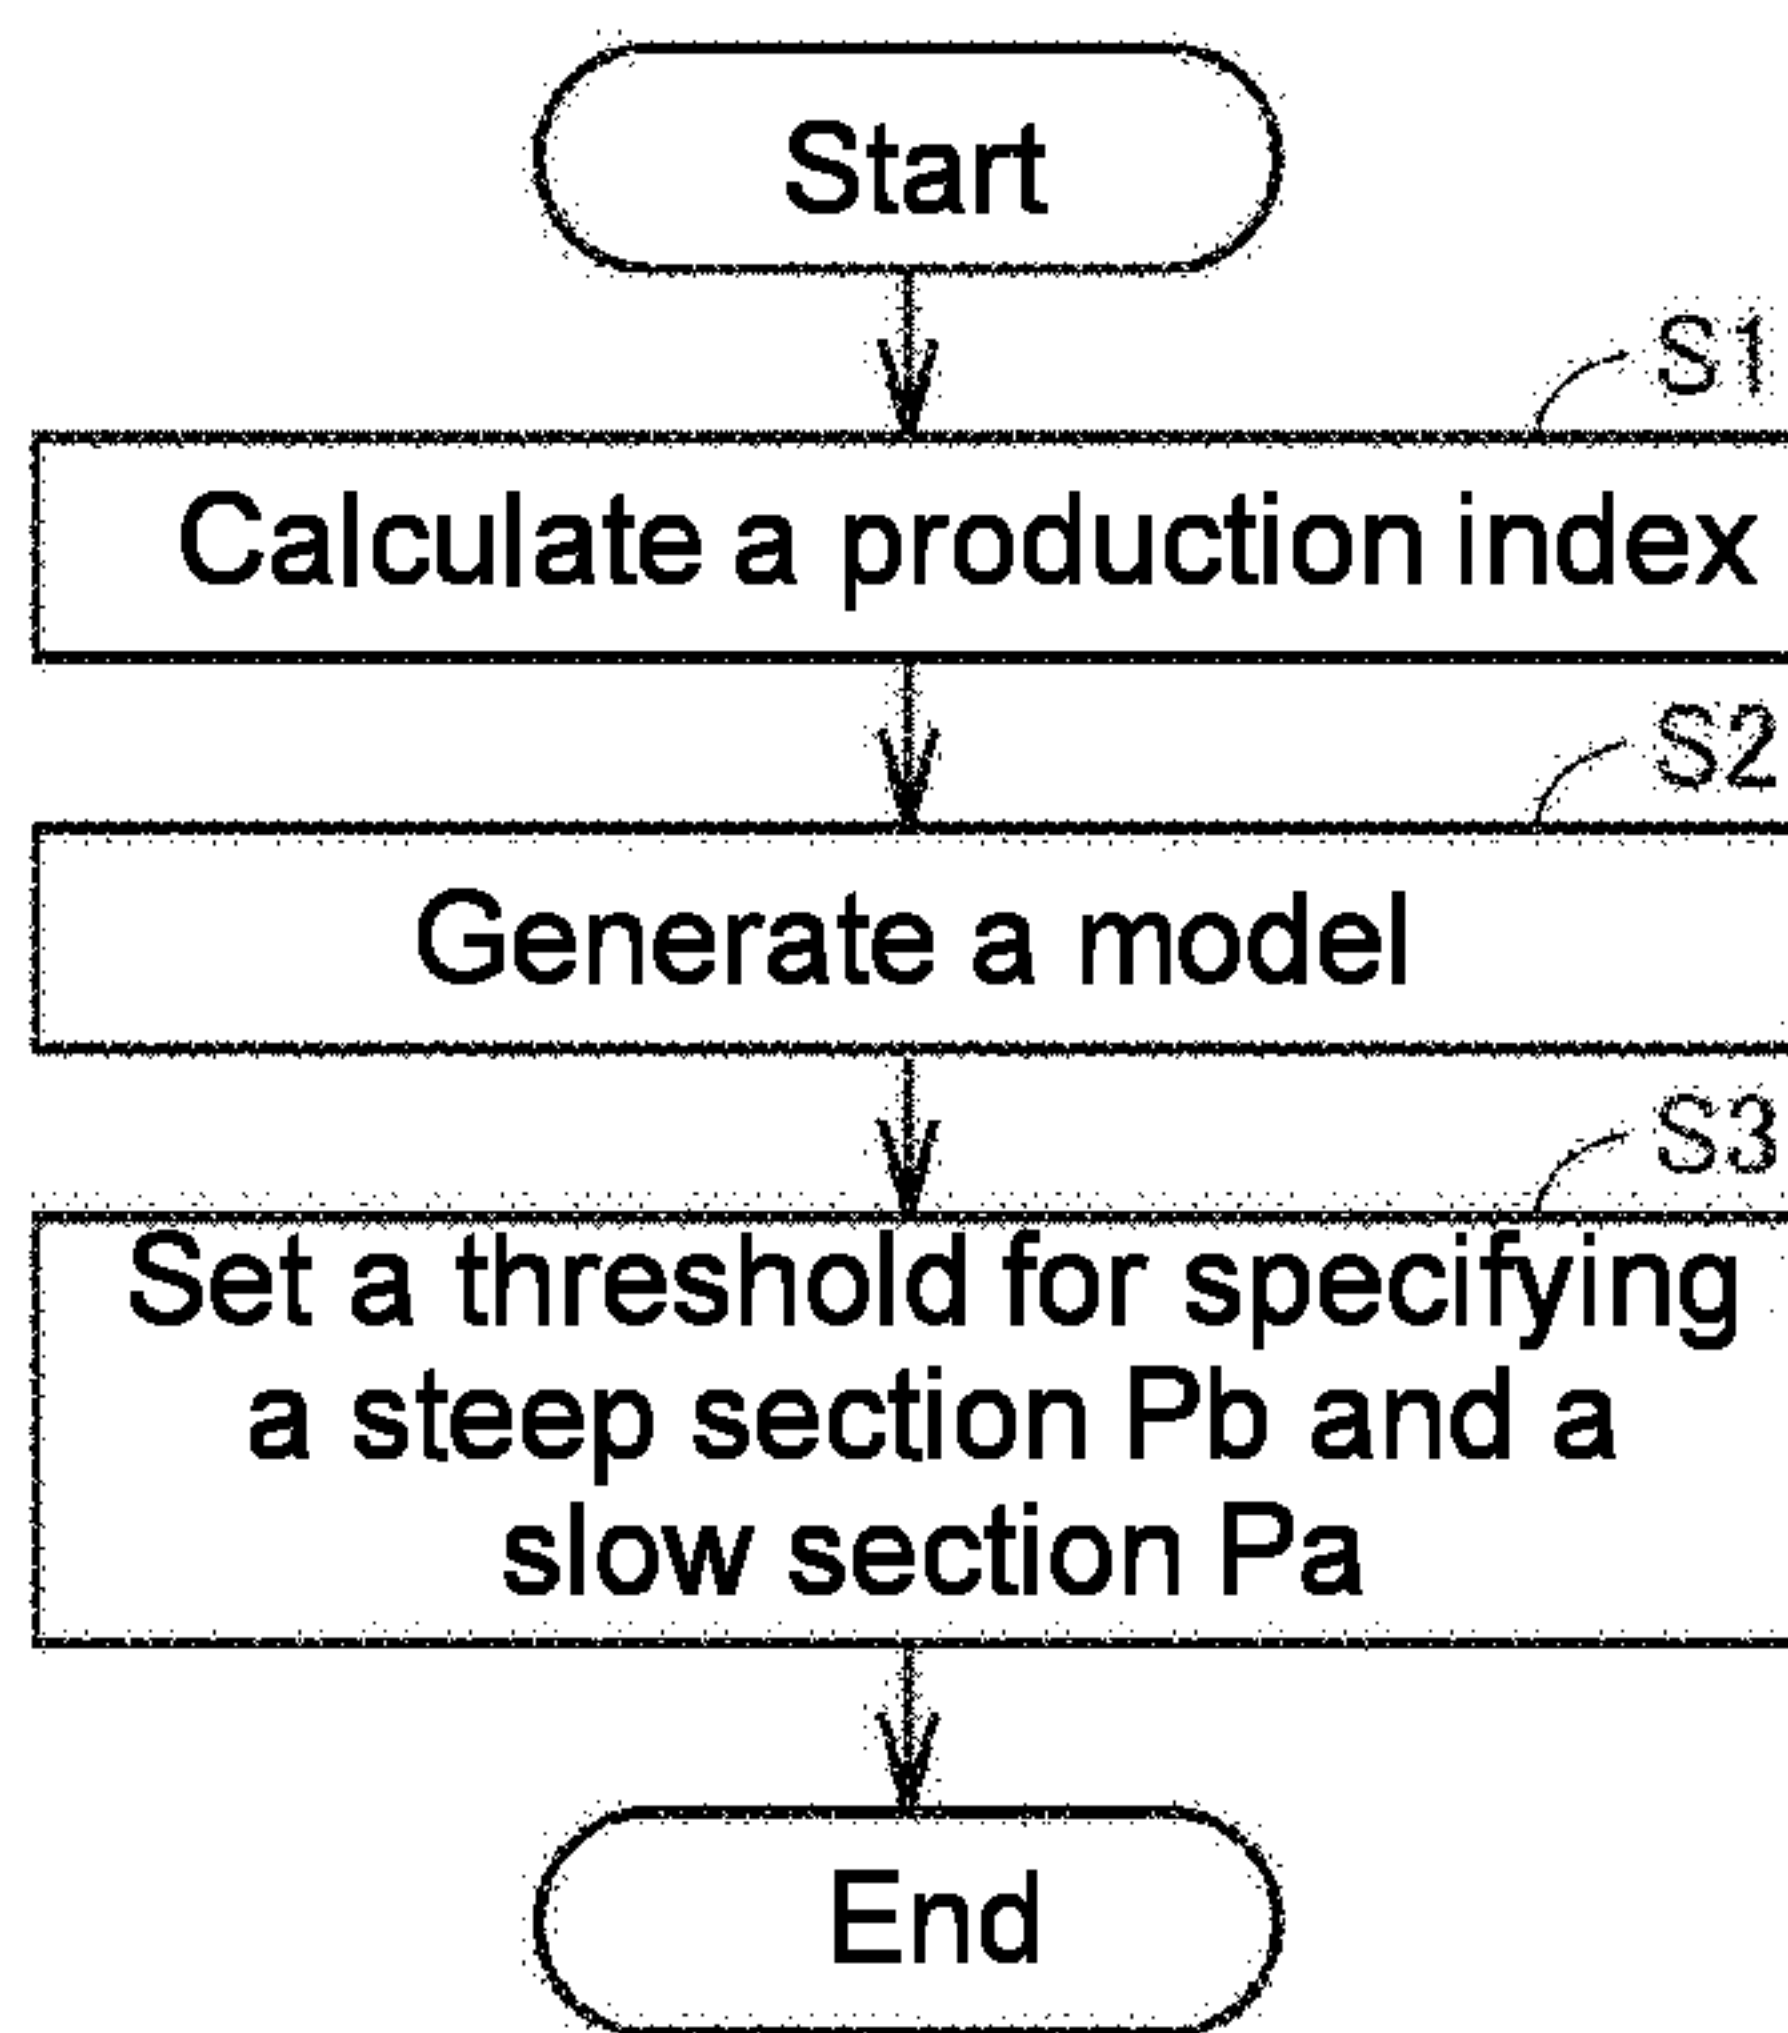 Start
S1
Calculate a production index
S2
Generate a model
S3
Set a threshold for specifying
a steep section Pb and a
slow section Pa
End